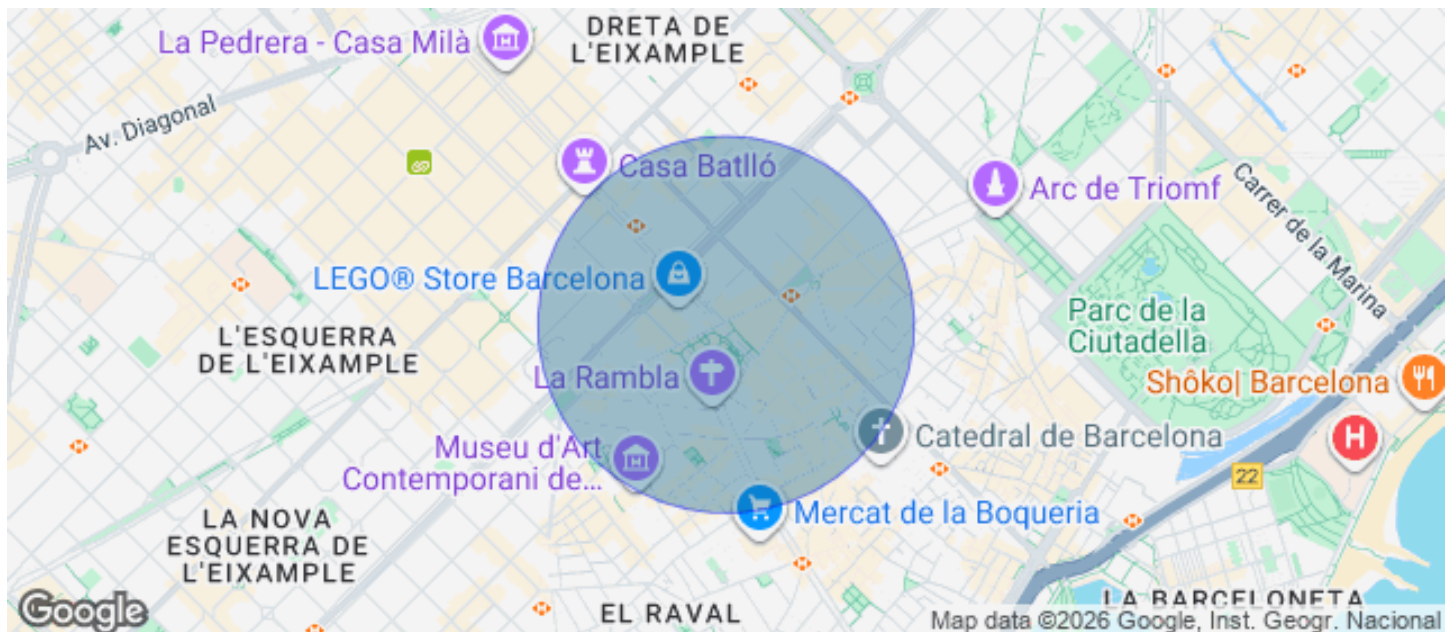 DRETA DE
L'EIXAMPLE
La Pedrera - Casa Milà
Av. Diagonal
Casa Batlló
Arc de Triomf
Carrer de la Marina
LEGO® Store Barcelona
L'ESQUERRA
DE L'EIXAMPLE
Parc de la
Ciutadella
La Rambla
Shôko| Barcelona
H
Museu d'Art
Contemporani de...
Catedral de Barcelona
22
Mercat de la Boqueria
LA NOVA
ESQUERRA DE
L'EIXAMPLE
EL RAVAL
LA BARCELONETA
Google
Map data ©2026 Google, Inst. Geogr. Nacional